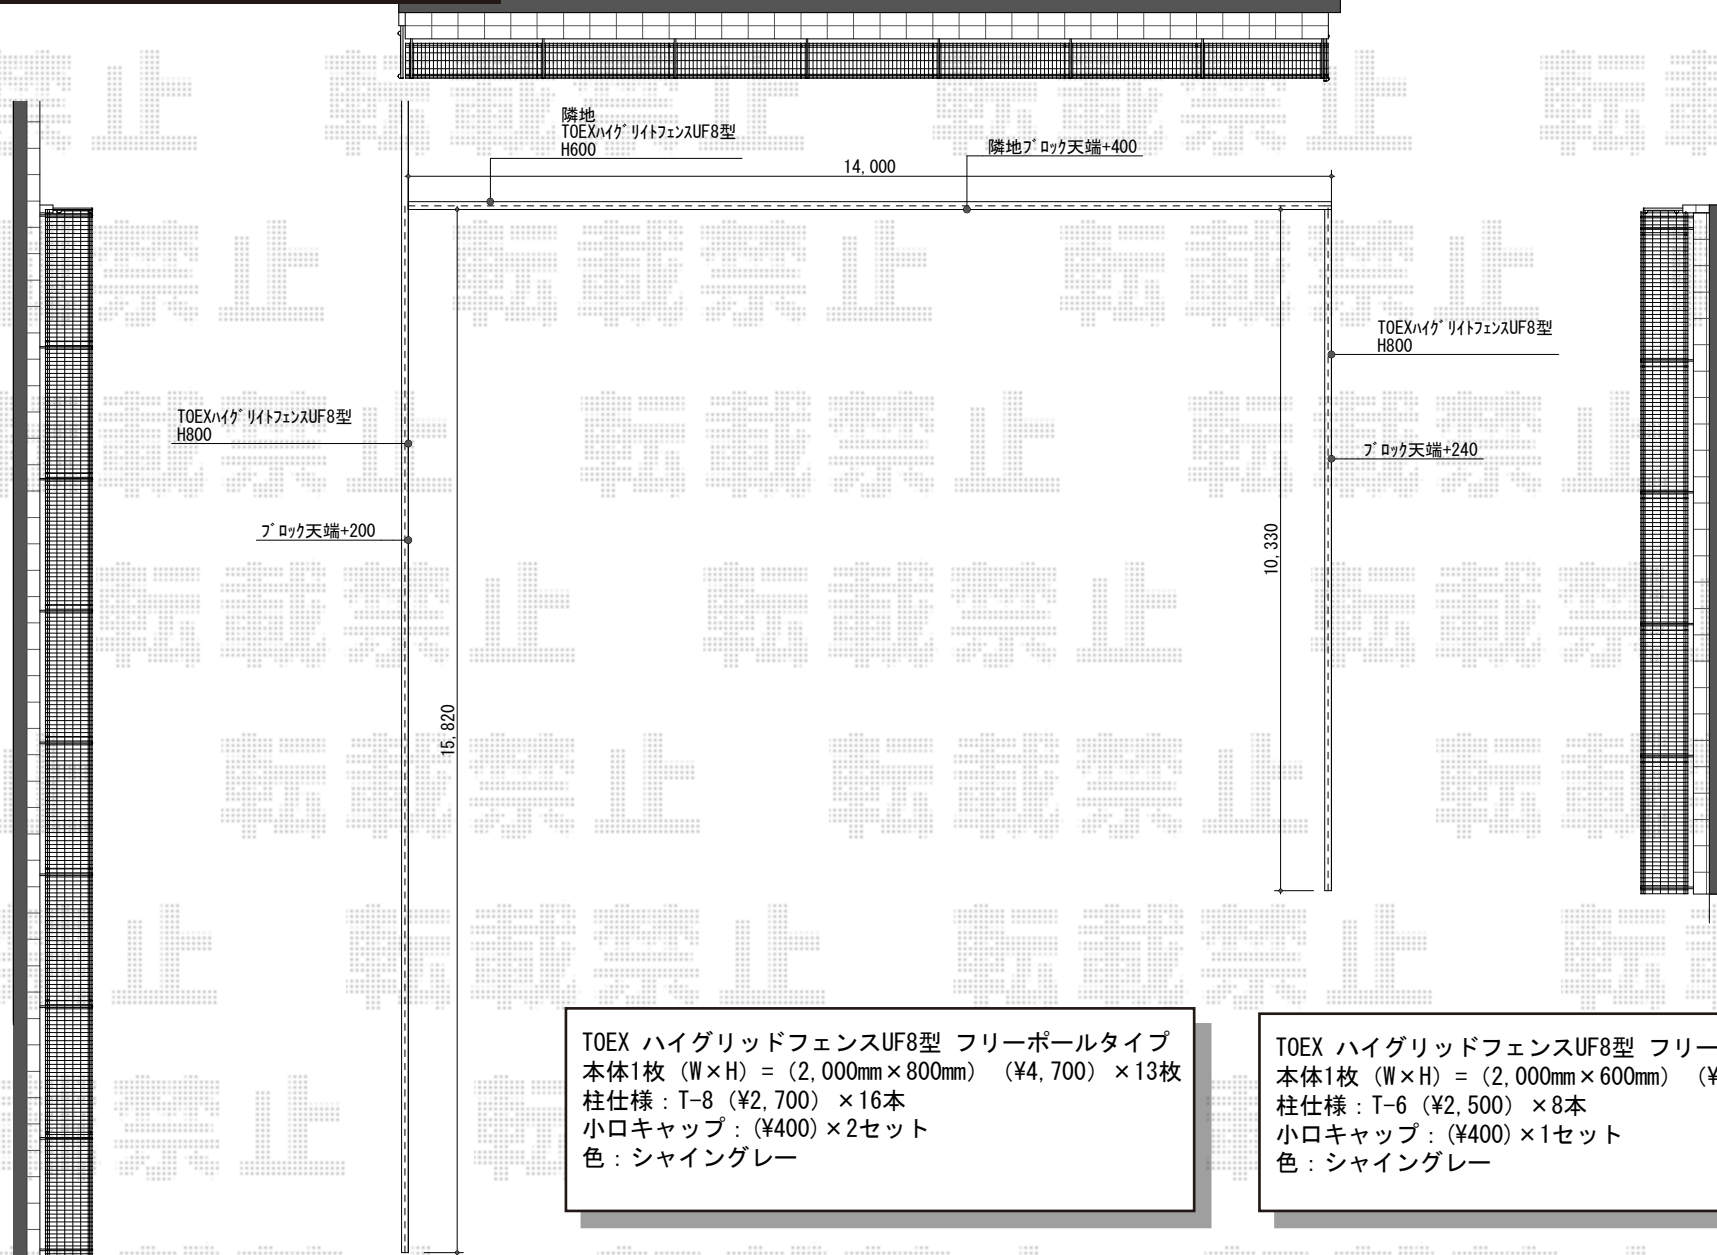 隣地
TOEXハイグリイトフェンスUF8型
H600
隣地ブロック天端+400
14,000
TOEXハイグリイトフェンスUF8型
H800
TOEXハイグリイトフェンスUF8型
H800
ブロック天端+240
ブロック天端+200
10,330
15,820
TOEX ハイグリッドフェンスUF8型 フリーポールタイプ
本体1枚(W×H)=(2,000mm×800mm) (¥4,700)×13枚
柱仕様:T-8(¥2,700)×16本
小口キャップ:(¥400)×2セット
色:シャイングレー
TOEX ハイグリッドフェンスUF8型 フリー
本体1枚(W×H)=(2,000mm×600mm) (¥
柱仕様:T-6(¥2,500)×8本
小口キャップ:(¥400)×1セット
色:シャイングレー
転載禁止